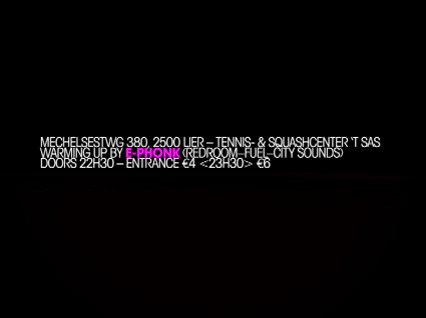 MECHELSESTWG 380, 2500 LIER – TENNIS- & SQUASHCENTER 'T SAS
WARMING UP BY E-PHONK (REDROOM-FUEL-CITY SOUNDS)
DOORS 22H30 – ENTRANCE €4 <23H30> €6